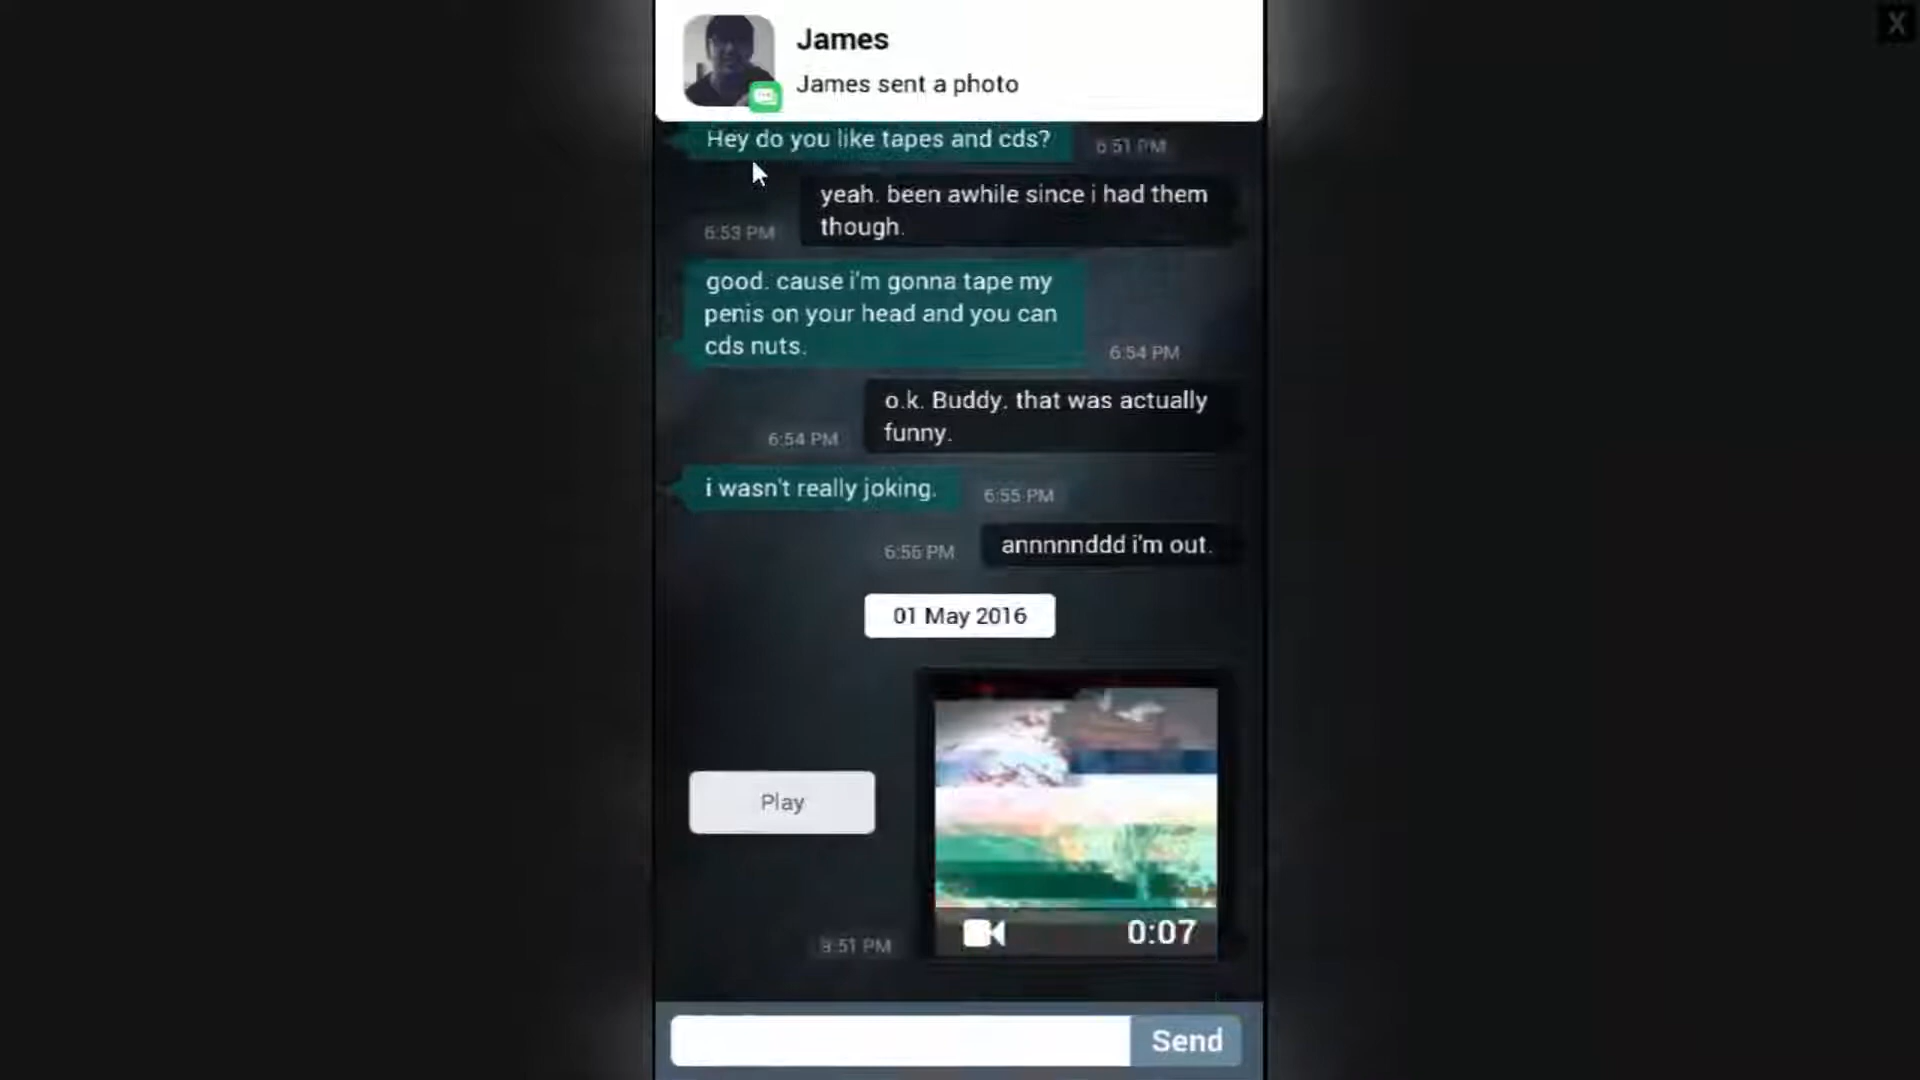 X
James
James sent a photo
Hey do you like tapes and cds?
6:51 PM
yeah. been awhile since i had them
though.
6:53 PM
good. cause i'm gonna tape my
penis on your head and you can
cds nuts.
6:54 PM
o.k. Buddy. that was actually
funny.
6:54 PM
i wasn't really joking.
6:55 PM
annnnnddd i'm out.
6:56 PM
01 May 2016
Play
0:07
Send